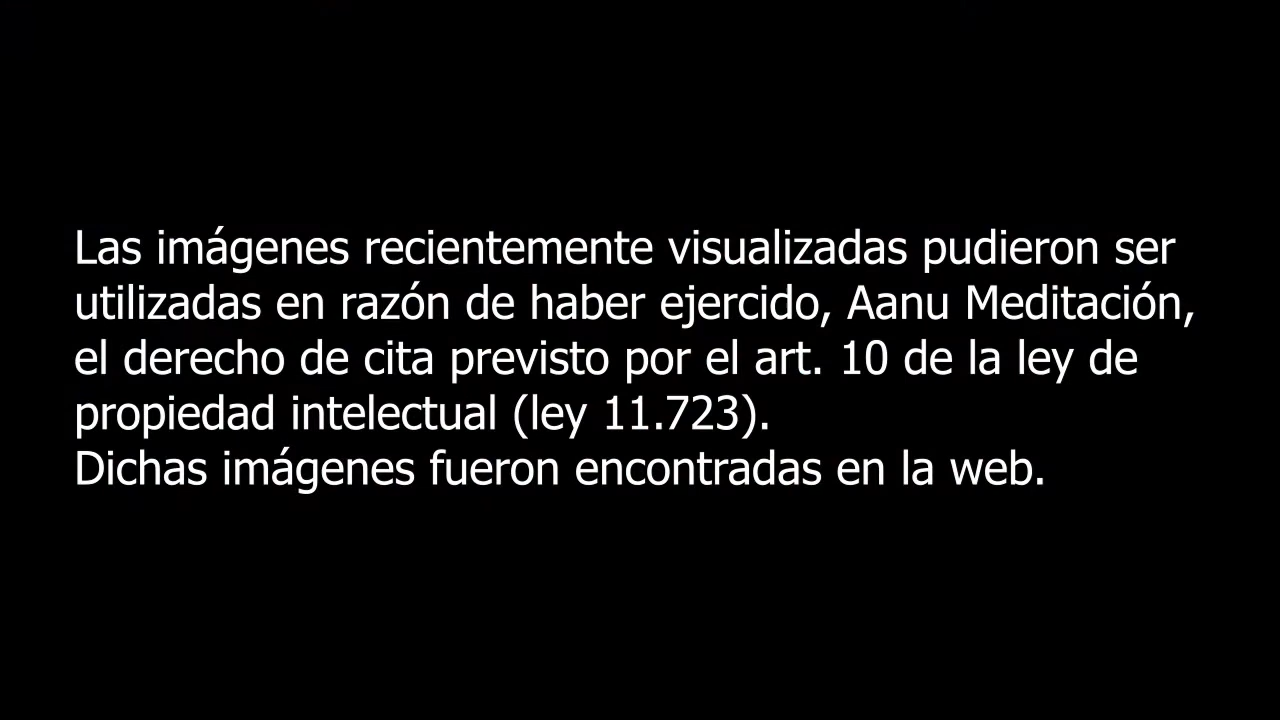 Las imágenes recientemente visualizadas pudieron ser
utilizadas en razón de haber ejercido, Aanu Meditación,
el derecho de cita previsto por el art. 10 de la ley de
propiedad intelectual (ley 11.723).
Dichas imágenes fueron encontradas en la web.